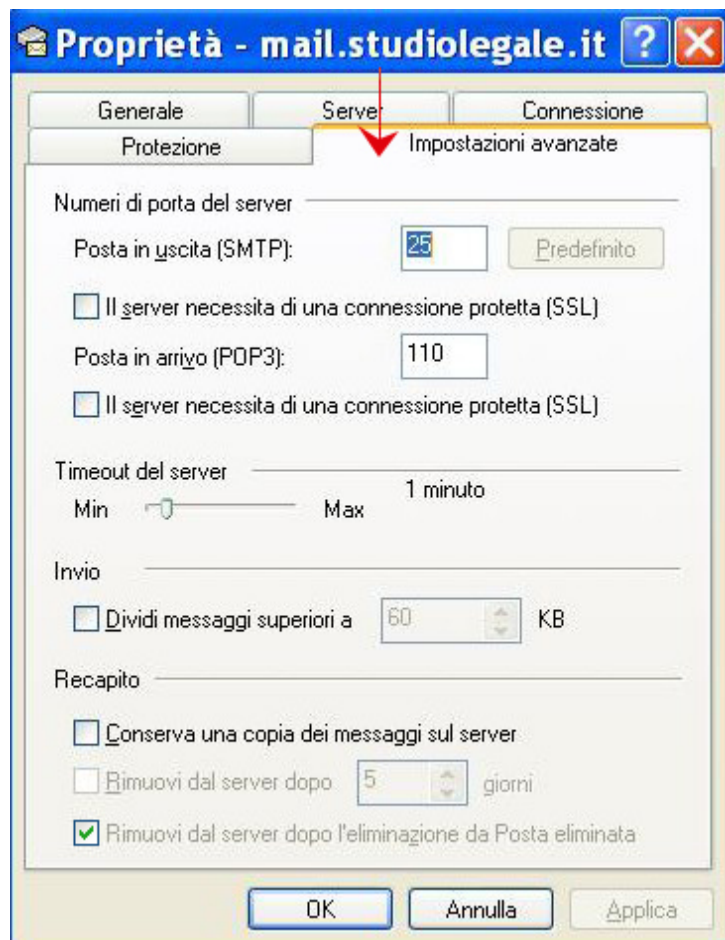 Proprietà - mail.studiolegale.it
Generale Server Connessione
Protezione Impostazioni avanzate
Numeri di porta del server
Posta in uscita (SMTP): 25 Predefinito
Il server necessita di una connessione protetta (SSL)
Posta in arrivo (POP3): 110
Il server necessita di una connessione protetta (SSL)
Timeout del server
Min Max 1 minuto
Invio
Dividi messaggi superiori a 60 KB
Recapito
Conserva una copia dei messaggi sul server
Rimuovi dal server dopo 5 giorni
Rimuovi dal server dopo l'eliminazione da Posta eliminata
OK Annulla Applica